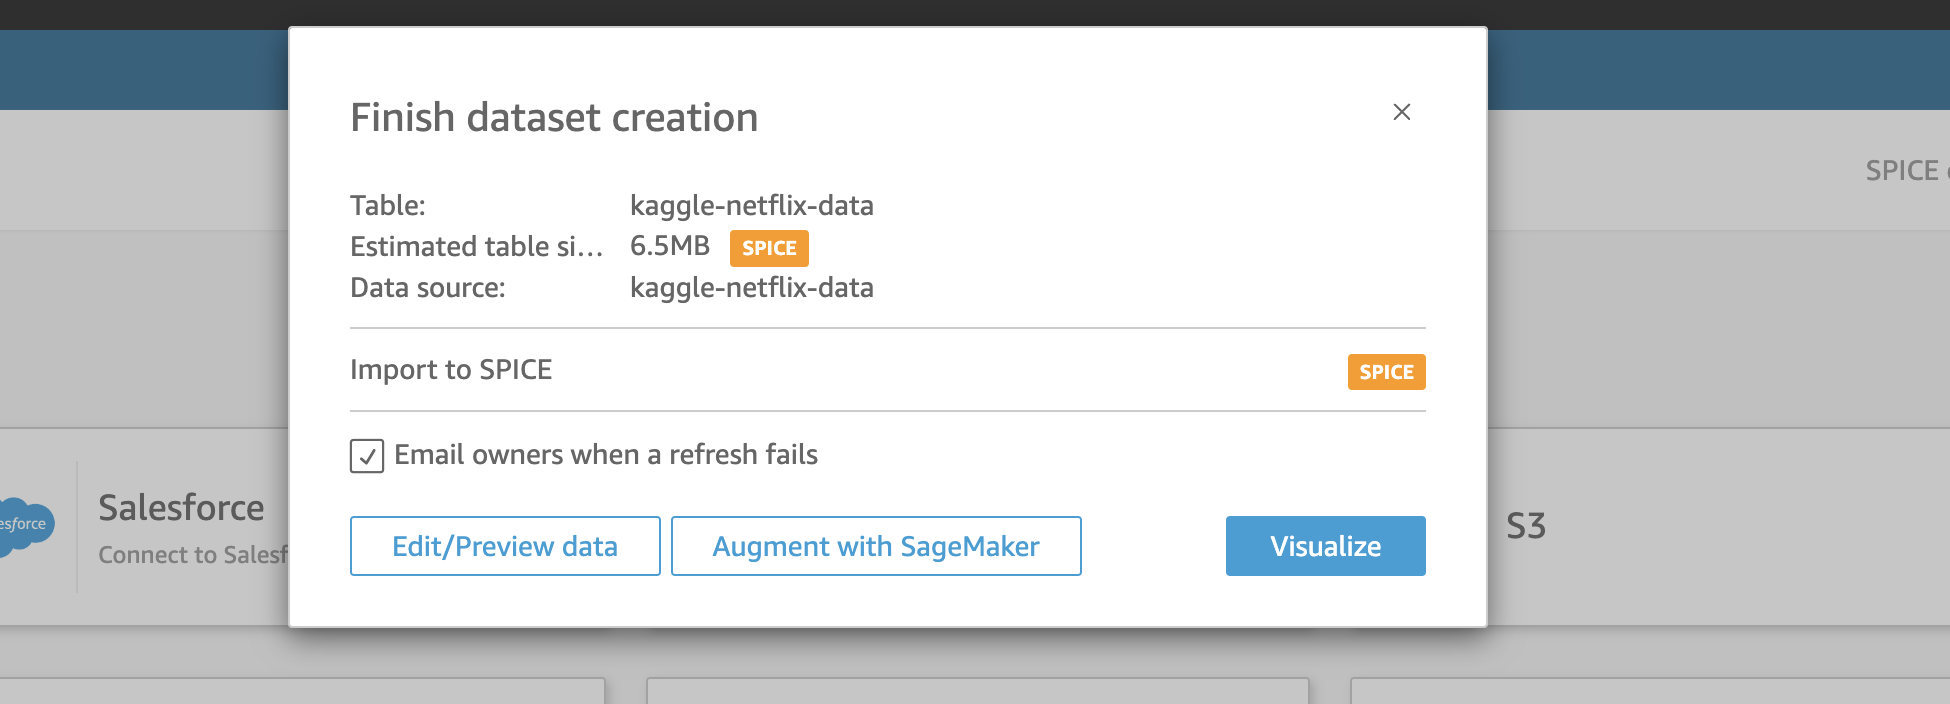 Finish dataset creation
Table: kaggle-netflix-data
Estimated table si... 6.5MB SPICE
Data source: kaggle-netflix-data
Import to SPICE SPICE
Email owners when a refresh fails
Edit/Preview data Augment with SageMaker Visualize
SPICE
esforce
Salesforce
Connect to Salesf
S3